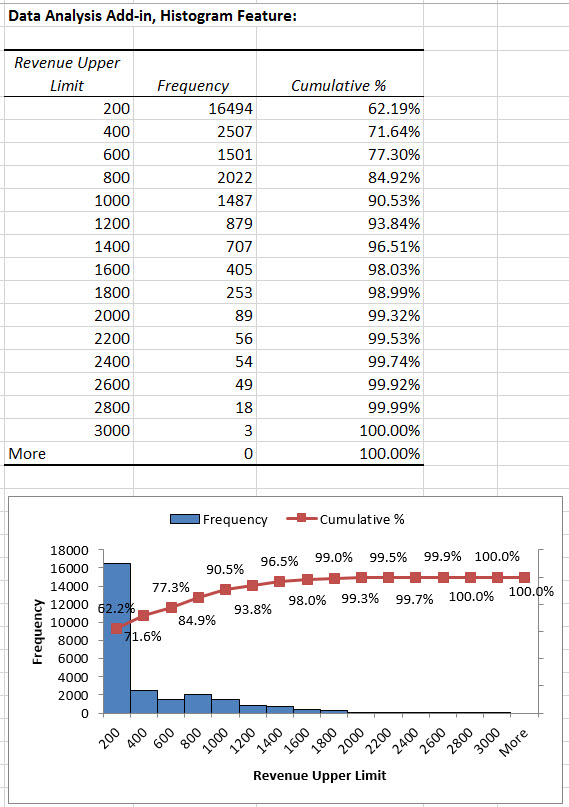 Data Analysis Add-in, Histogram Feature:
Revenue Upper
Limit Frequency Cumulative %
200 16494 62.19%
400 2507 71.64%
600 1501 77.30%
800 2022 84.92%
1000 1487 90.53%
1200 879 93.84%
1400 707 96.51%
1600 405 98.03%
1800 253 98.99%
2000 89 99.32%
2200 56 99.53%
2400 54 99.74%
2600 49 99.92%
2800 18 99.99%
3000 3 100.00%
More 0 100.00%
Frequency Cumulative %
18000
16000
14000
12000
10000
8000
6000
4000
2000
0
Frequency
62.2%
71.6%
77.3%
84.9%
90.5%
93.8%
96.5%
98.0%
99.0%
99.3%
99.5%
99.7%
99.9%
100.0%
100.0%
100.0%
200 400 600 800 1000 1200 1400 1600 1800 2000 2200 2400 2600 2800 3000 More
Revenue Upper Limit